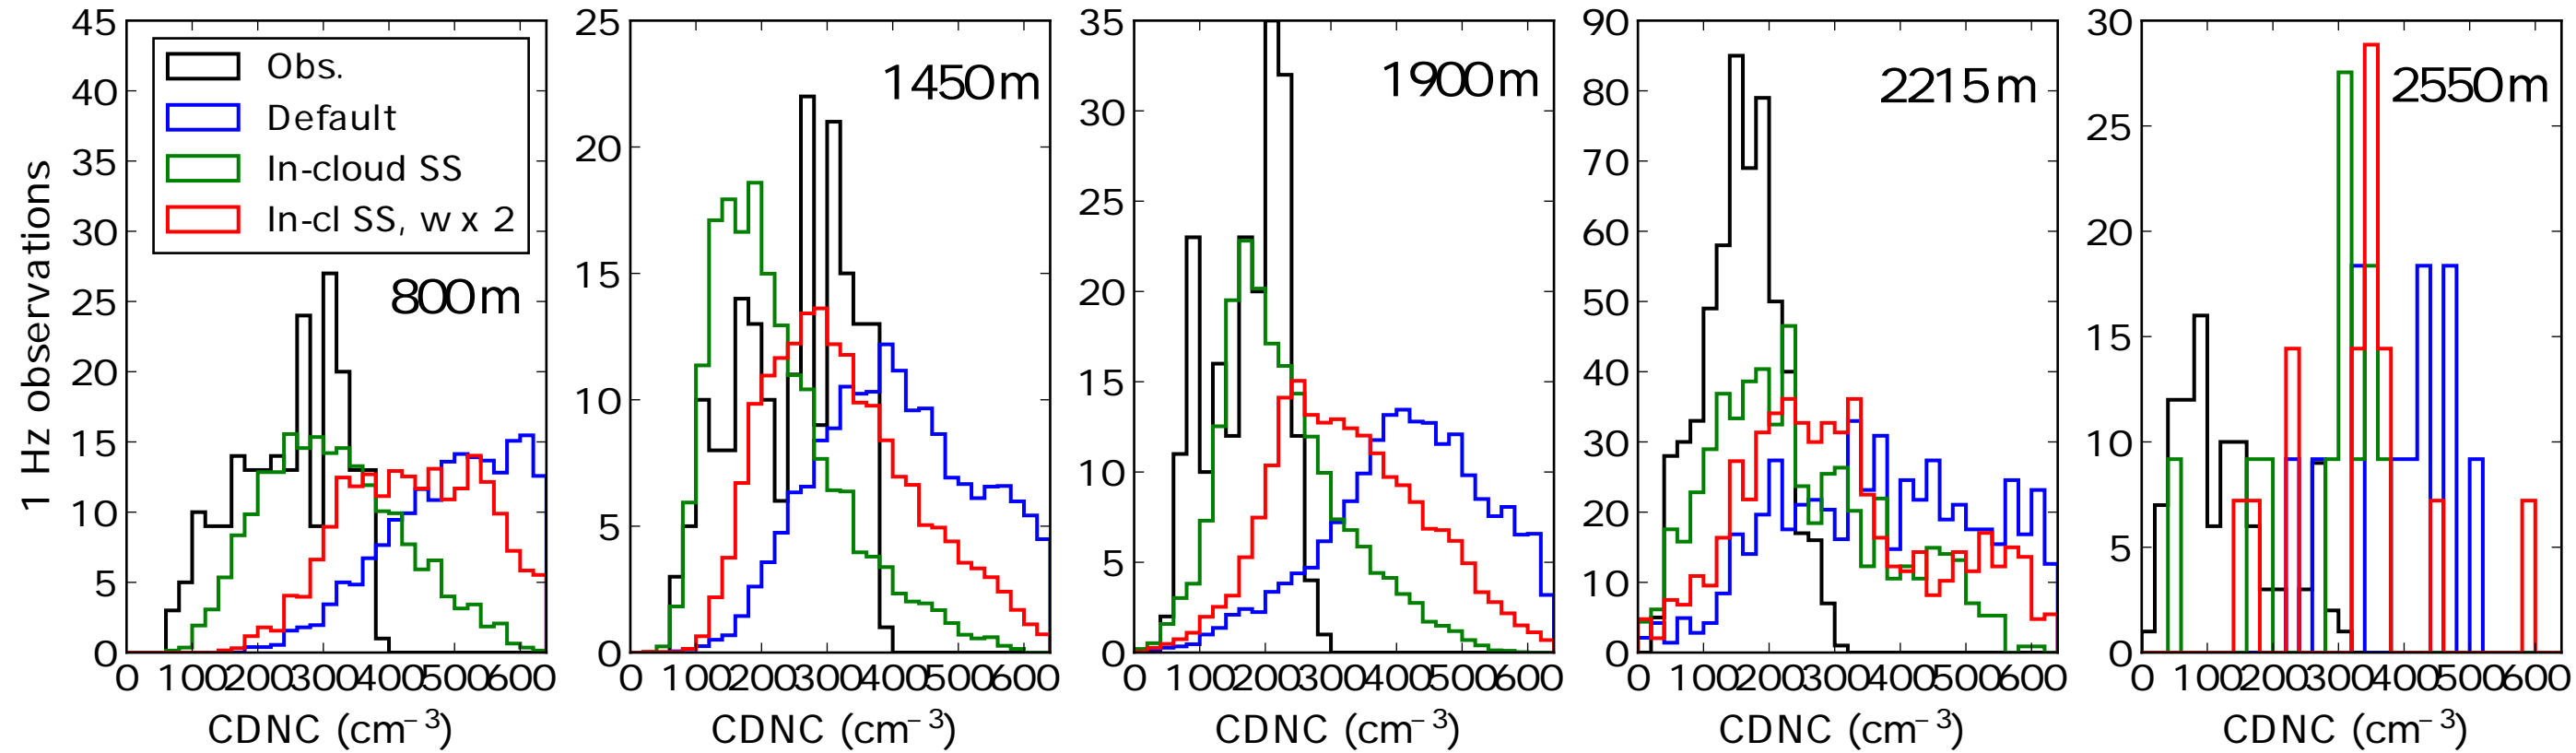 1 Hz observations
45
40
35
30
25
20
15
10
5
0
Obs.
Default
In-cloud SS
In-cl SS, w x 2
800m
0 100 200 300 400 500 600
CDNC (cm⁻³)
25
20
15
10
5
0
1450m
0 100 200 300 400 500 600
CDNC (cm⁻³)
35
30
25
20
15
10
5
0
1900m
0 100 200 300 400 500 600
CDNC (cm⁻³)
90
80
70
60
50
40
30
20
10
0
2215m
0 100 200 300 400 500 600
CDNC (cm⁻³)
30
25
20
15
10
5
0
2550m
0 100 200 300 400 500 600
CDNC (cm⁻³)